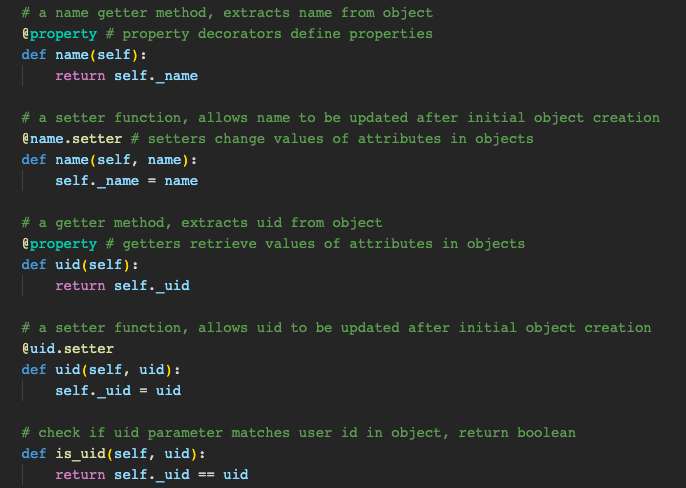 # a name getter method, extracts name from object
@property # property decorators define properties
def name(self):
    return self._name
# a setter function, allows name to be updated after initial object creation
@name.setter # setters change values of attributes in objects
def name(self, name):
    self._name = name
# a getter method, extracts uid from object
@property # getters retrieve values of attributes in objects
def uid(self):
    return self._uid
# a setter function, allows uid to be updated after initial object creation
@uid.setter
def uid(self, uid):
    self._uid = uid
# check if uid parameter matches user id in object, return boolean
def is_uid(self, uid):
    return self._uid == uid